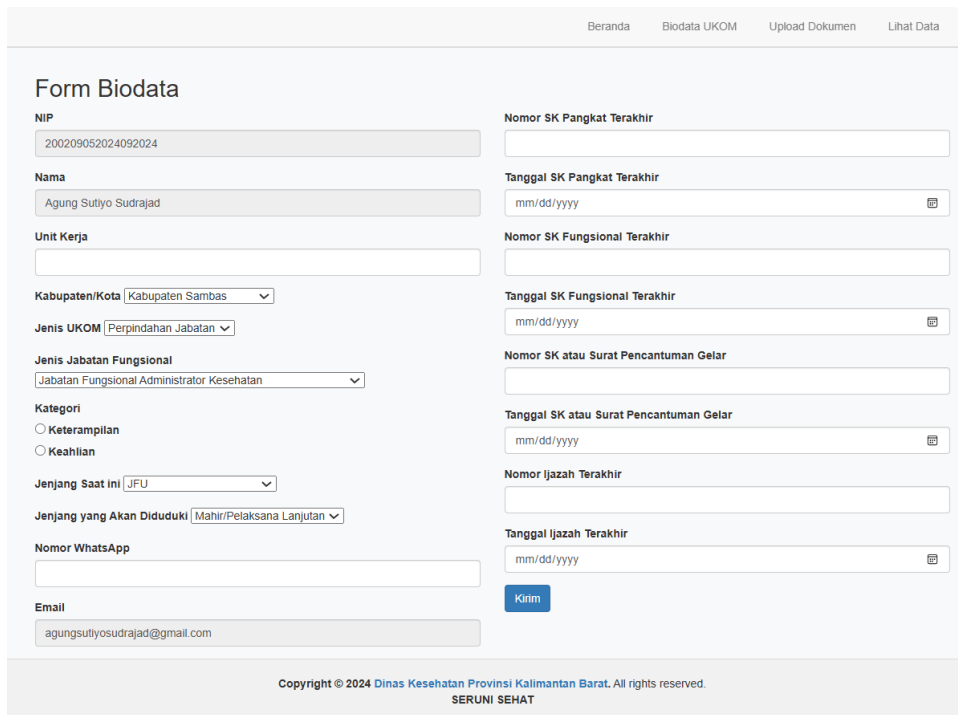 Beranda Biodata UKOM Upload Dokumen Lihat Data
Form Biodata
NIP
200209052024092024
Nama
Agung Sutiyo Sudrajad
Unit Kerja
Kabupaten/Kota Kabupaten Sambas
Jenis UKOM Perpindahan Jabatan
Jenis Jabatan Fungsional
Jabatan Fungsional Administrator Kesehatan
Kategori
Keterampilan
Keahlian
Jenjang Saat ini JFU
Jenjang yang Akan Diduduki Mahir/Pelaksana Lanjutan
Nomor WhatsApp
Email
agungsutiyosudrajad@gmail.com
Nomor SK Pangkat Terakhir
Tanggal SK Pangkat Terakhir
mm/dd/yyyy
Nomor SK Fungsional Terakhir
Tanggal SK Fungsional Terakhir
mm/dd/yyyy
Nomor SK atau Surat Pencantuman Gelar
Tanggal SK atau Surat Pencantuman Gelar
mm/dd/yyyy
Nomor Ijazah Terakhir
Tanggal Ijazah Terakhir
mm/dd/yyyy
Kirim
Copyright © 2024 Dinas Kesehatan Provinsi Kalimantan Barat. All rights reserved.
SERUNI SEHAT